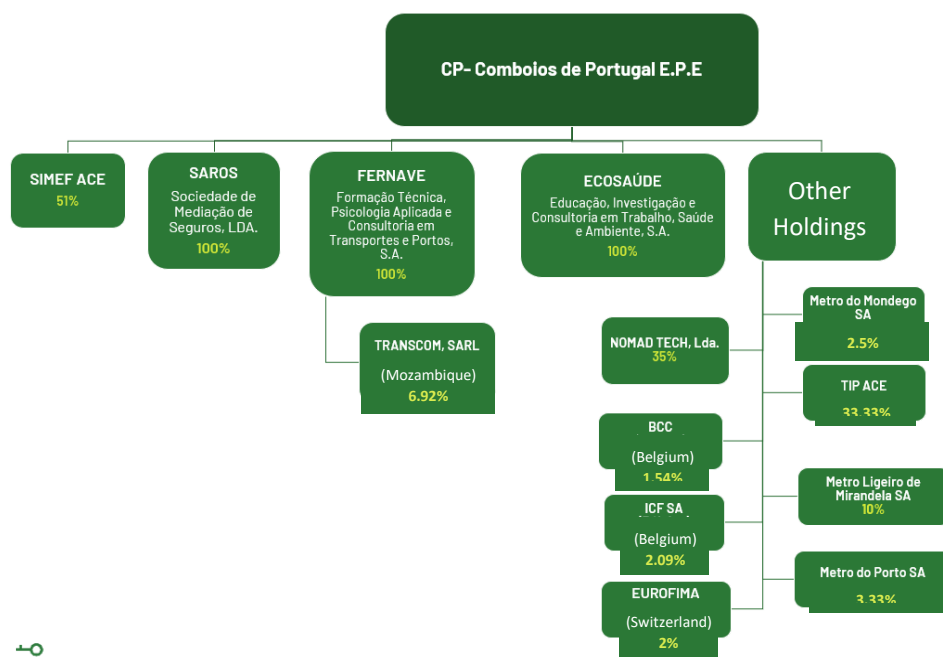 CP- Comboios de Portugal E.P.E
SIMEF ACE
51%
SAROS
Sociedade de
Mediação de
Seguros, LDA.
100%
FERNAVE
Formação Técnica,
Psicologia Aplicada e
Consultoria em
Transportes e Portos,
S.A.
100%
ECOSAÚDE
Educação, Investigação e
Consultoria em Trabalho, Saúde
e Ambiente, S.A.
100%
Other
Holdings
TRANSCOM, SARL
(Mozambique)
6.92%
NOMAD TECH, Lda.
35%
BCC
(Belgium)
1.54%
ICF SA
(Belgium)
2.09%
EUROFIMA
(Switzerland)
2%
Metro do Mondego
SA
2.5%
TIP ACE
33.33%
Metro Ligeiro de
Mirandela SA
10%
Metro do Porto SA
3.33%